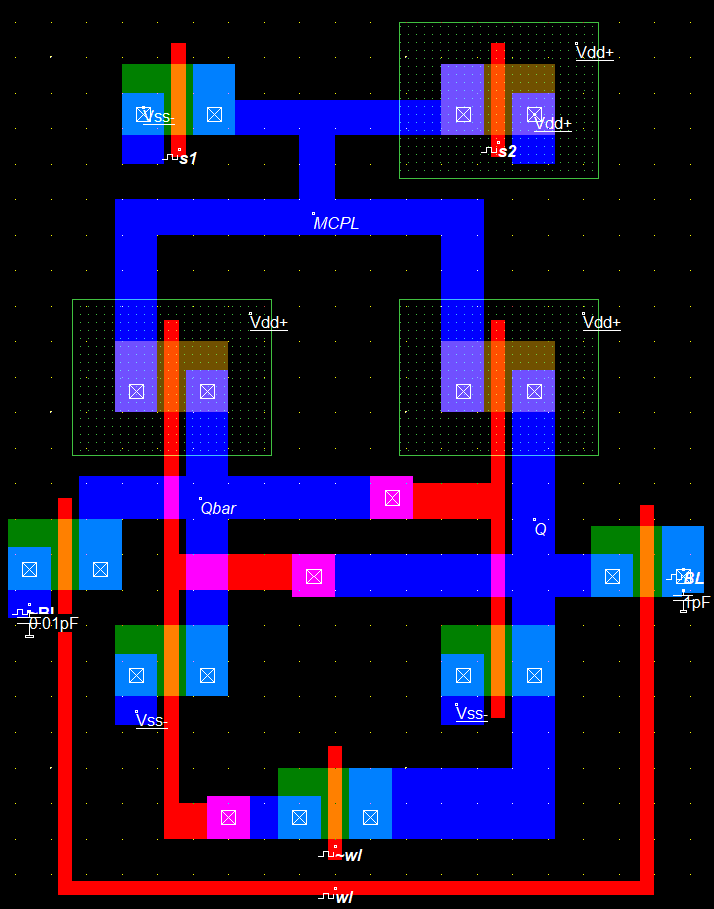 Vdd+
Vss-
Vdd+
s1
s2
MCPL
Vdd+
Vdd+
Qbar
Q
~BL
0.01pF
BL
1pF
Vss-
Vss-
~wl
wl